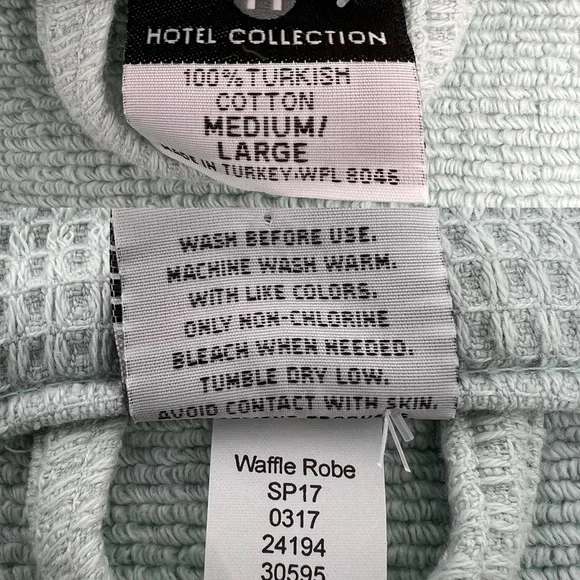 HOTEL COLLECTION
100% TURKISH
COTTON
MEDIUM/
LARGE
MADE IN TURKEY•WPL 8046
WASH BEFORE USE.
MACHINE WASH WARM.
WITH LIKE COLORS.
ONLY NON-CHLORINE
BLEACH WHEN NEEDED.
TUMBLE DRY LOW.
AVOID CONTACT WITH SKIN.
Waffle Robe
SP17
0317
24194
30595